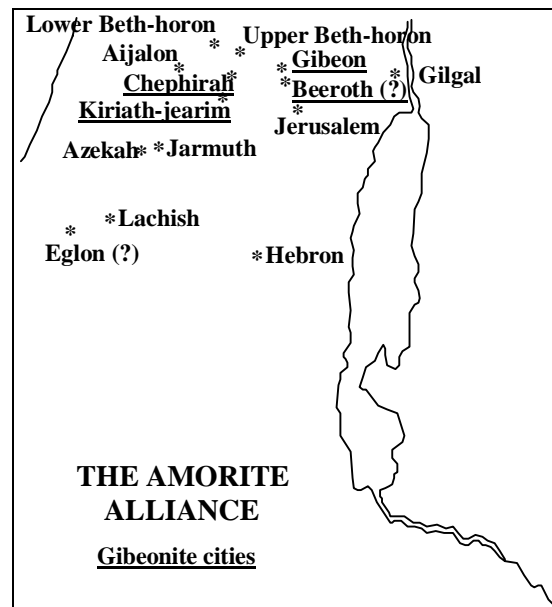 Lower Beth-horon
Upper Beth-horon
Aijalon
Gibeon
Gilgal
Chephirah
Beeroth (?)
Kiriath-jearim
Jerusalem
Azekah
Jarmuth
Lachish
Eglon (?)
Hebron
THE AMORITE
ALLIANCE
Gibeonite cities